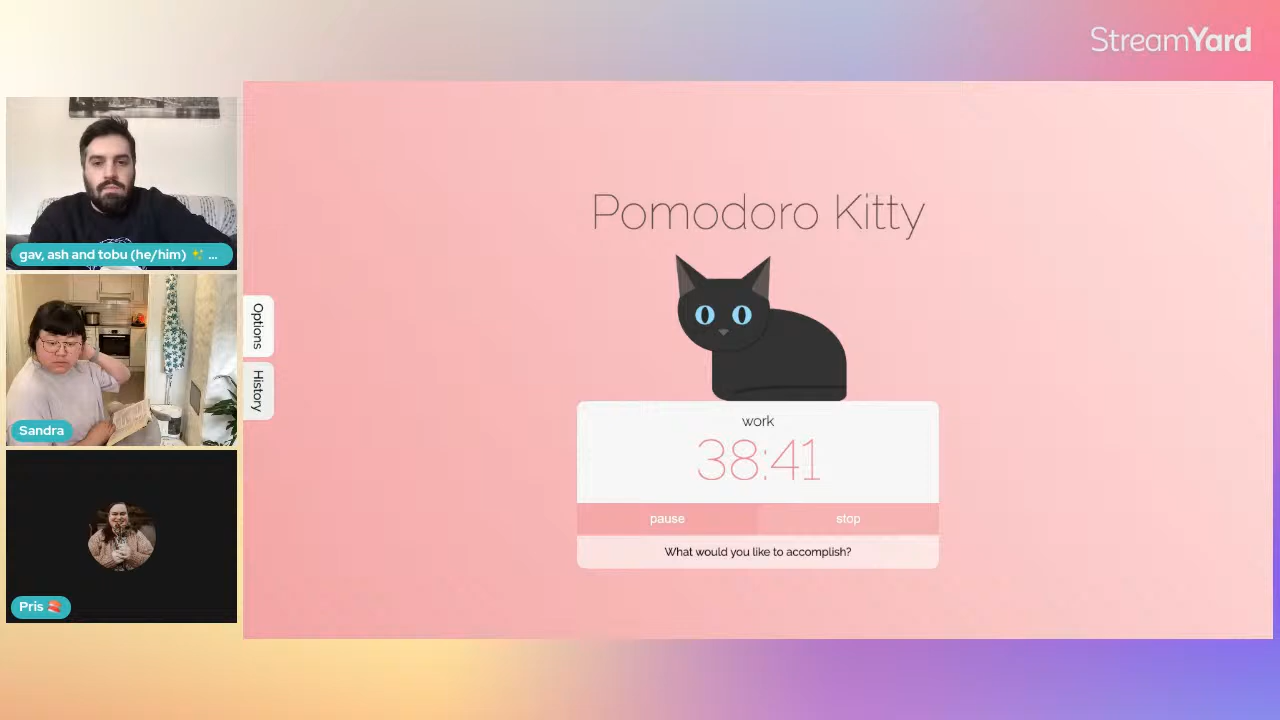 StreamYard
gav, ash and tobu (he/him) ✨ ...
Sandra
Pris 🍣
Options
History
Pomodoro Kitty
work
38:41
pause
stop
What would you like to accomplish?